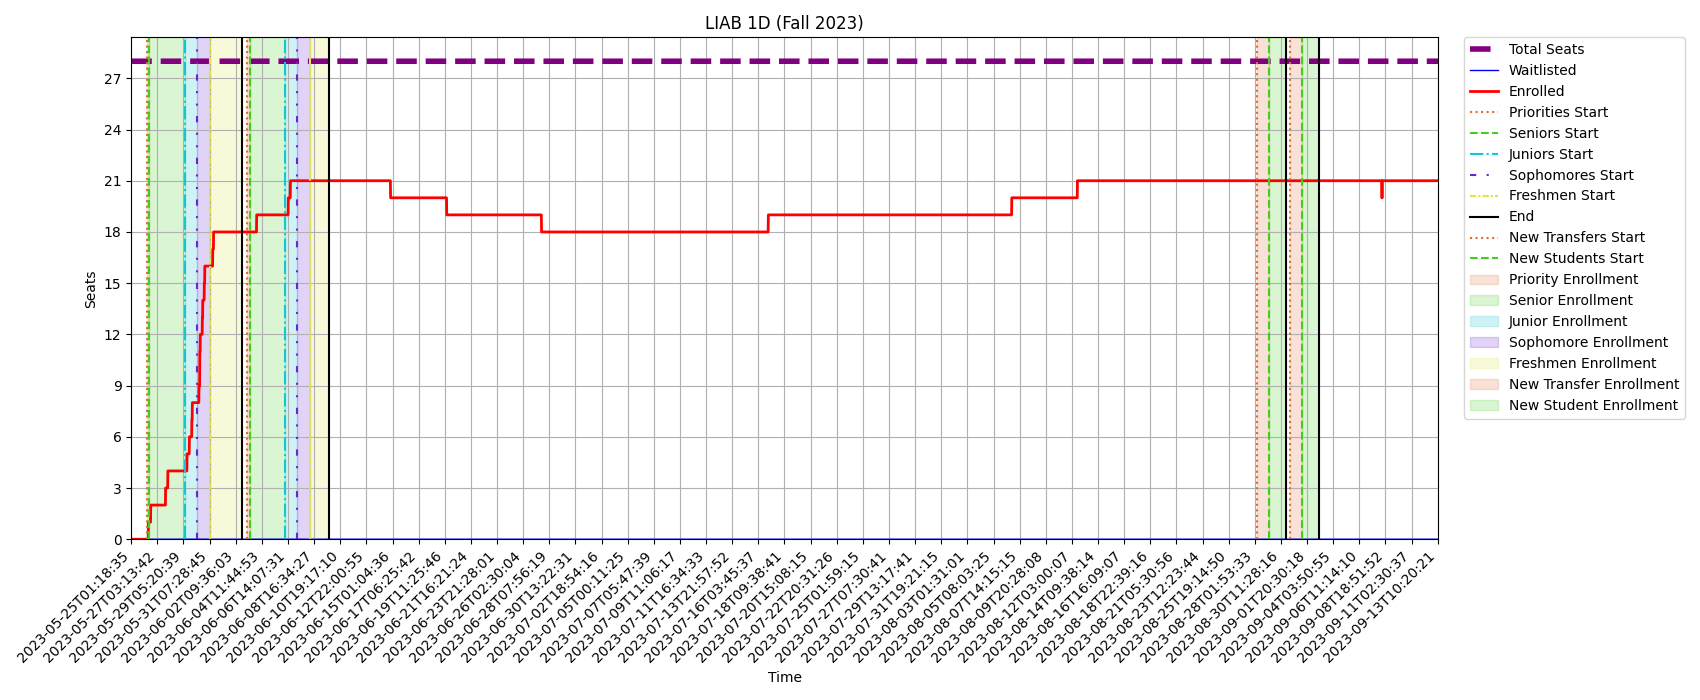 LIAB 1D (Fall 2023)
Seats
27
24
21
18
15
12
9
6
3
0
2023-05-25T01:18:35
2023-05-27T03:13:42
2023-05-29T05:20:39
2023-05-31T07:28:45
2023-06-02T09:36:03
2023-06-04T11:44:53
2023-06-06T14:07:31
2023-06-08T16:34:27
2023-06-10T19:17:10
2023-06-12T22:00:55
2023-06-15T01:04:36
2023-06-17T06:25:42
2023-06-19T11:25:46
2023-06-21T16:21:24
2023-06-23T21:28:01
2023-06-26T02:30:04
2023-06-28T07:56:19
2023-06-30T13:22:31
2023-07-02T18:54:16
2023-07-05T00:11:25
2023-07-07T05:47:39
2023-07-09T11:06:17
2023-07-11T16:34:33
2023-07-13T21:57:52
2023-07-16T03:45:37
2023-07-18T09:38:41
2023-07-20T15:08:15
2023-07-22T20:31:26
2023-07-25T01:59:15
2023-07-27T07:30:41
2023-07-29T13:17:41
2023-07-31T19:21:15
2023-08-03T01:31:01
2023-08-05T08:03:25
2023-08-07T14:15:15
2023-08-09T20:28:08
2023-08-12T03:00:07
2023-08-14T09:38:14
2023-08-16T16:09:07
2023-08-18T22:39:16
2023-08-21T05:30:56
2023-08-23T12:23:44
2023-08-25T19:14:50
2023-08-28T01:53:33
2023-08-30T11:28:16
2023-09-01T20:30:18
2023-09-04T03:50:55
2023-09-06T11:14:10
2023-09-08T18:51:52
2023-09-11T02:30:37
2023-09-13T10:20:21
Time
Total Seats
Waitlisted
Enrolled
Priorities Start
Seniors Start
Juniors Start
Sophomores Start
Freshmen Start
End
New Transfers Start
New Students Start
Priority Enrollment
Senior Enrollment
Junior Enrollment
Sophomore Enrollment
Freshmen Enrollment
New Transfer Enrollment
New Student Enrollment